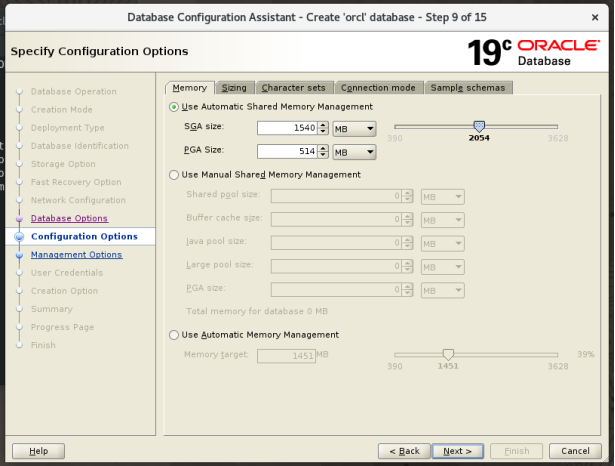 Database Configuration Assistant - Create 'orcl' database - Step 9 of 15
×
Specify Configuration Options
19c ORACLE
Database
Database Operation
Creation Mode
Deployment Type
Database Identification
Storage Option
Fast Recovery Option
Network Configuration
Database Options
Configuration Options
Management Options
User Credentials
Creation Option
Summary
Progress Page
Finish
Memory Sizing Character sets Connection mode Sample schemas
Use Automatic Shared Memory Management
SGA size: 1540 MB
390 2054 3628
PGA Size: 514 MB
Use Manual Shared Memory Management
Shared pool size: 0 MB
Buffer cache size: 0 MB
Java pool size: 0 MB
Large pool size: 0 MB
PGA size: 0 MB
Total memory for database 0 MB
Use Automatic Memory Management
Memory target: 1451 MB 39%
390 1451 3628
Help < Back Next > Finish Cancel